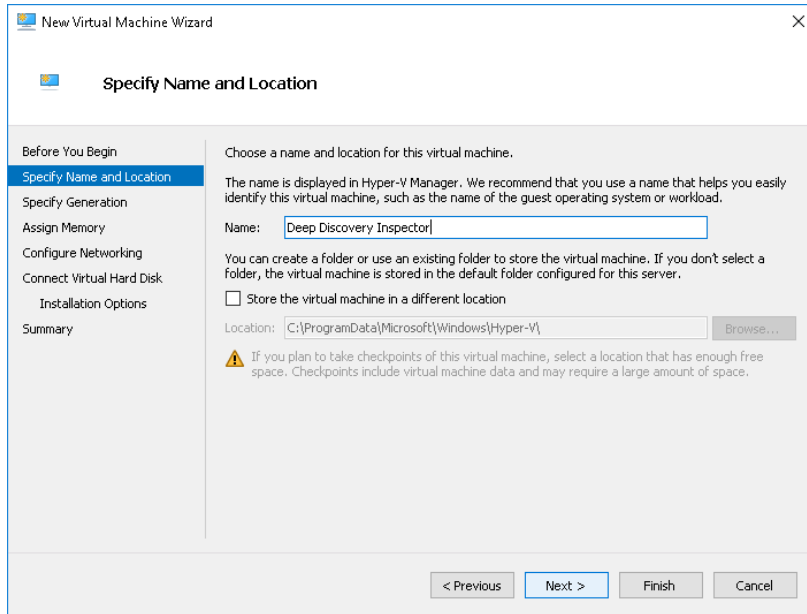 New Virtual Machine Wizard
Specify Name and Location
Before You Begin
Specify Name and Location
Specify Generation
Assign Memory
Configure Networking
Connect Virtual Hard Disk
Installation Options
Summary
Choose a name and location for this virtual machine.
The name is displayed in Hyper-V Manager. We recommend that you use a name that helps you easily
identify this virtual machine, such as the name of the guest operating system or workload.
Name: Deep Discovery Inspector
You can create a folder or use an existing folder to store the virtual machine. If you don't select a
folder, the virtual machine is stored in the default folder configured for this server.
Store the virtual machine in a different location
Location: C:\ProgramData\Microsoft\Windows\Hyper-V\ Browse...
If you plan to take checkpoints of this virtual machine, select a location that has enough free
space. Checkpoints include virtual machine data and may require a large amount of space.
< Previous Next > Finish Cancel